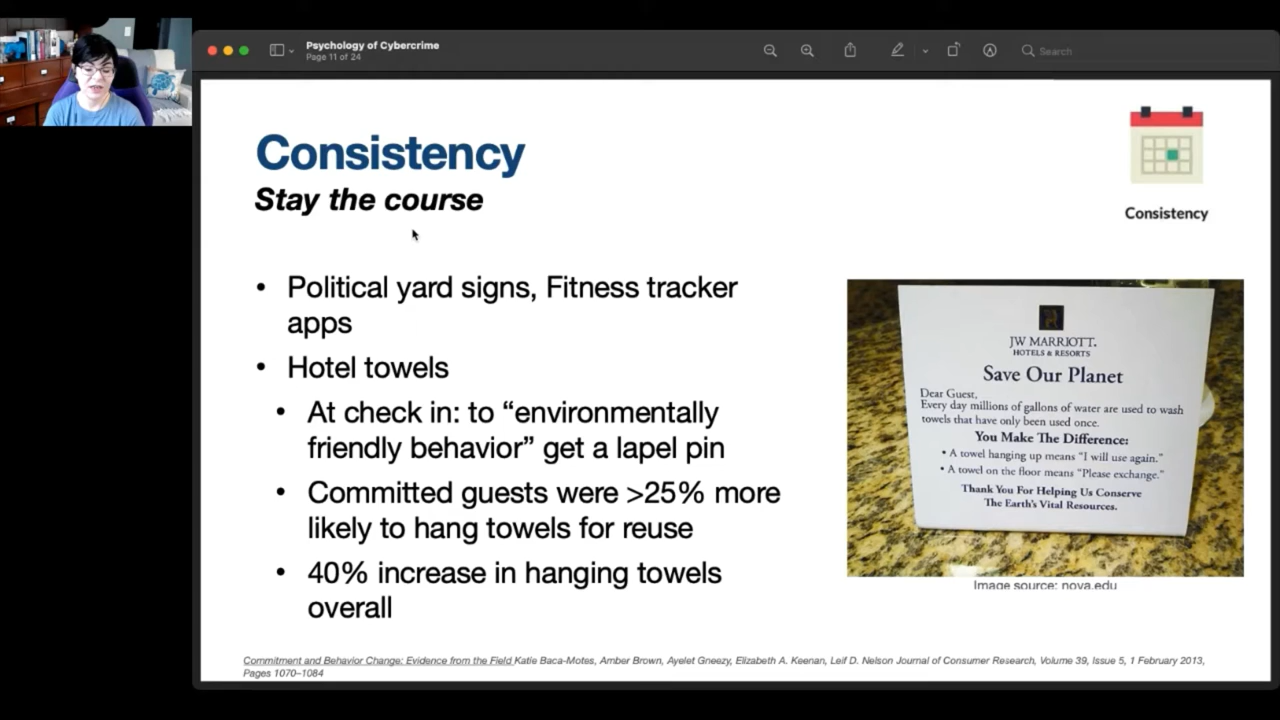 Psychology of Cybercrime
Page 11 of 24
Search
Consistency
Stay the course
Consistency
• Political yard signs, Fitness tracker
apps
• Hotel towels
• At check in: to “environmentally
friendly behavior” get a lapel pin
• Committed guests were >25% more
likely to hang towels for reuse
• 40% increase in hanging towels
overall
JW MARRIOTT.
HOTELS & RESORTS
Save Our Planet
Dear Guest,
Every day millions of gallons of water are used to wash
towels that have only been used once.
You Make The Difference:
• A towel hanging up means “I will use again.”
• A towel on the floor means “Please exchange.”
Thank You For Helping Us Conserve
The Earth's Vital Resources.
Image source: nova.edu
Commitment and Behavior Change: Evidence from the Field Katie Baca-Motes, Amber Brown, Ayelet Gneezy, Elizabeth A. Keenan, Leif D. Nelson Journal of Consumer Research, Volume 39, Issue 5, 1 February 2013,
Pages 1070–1084